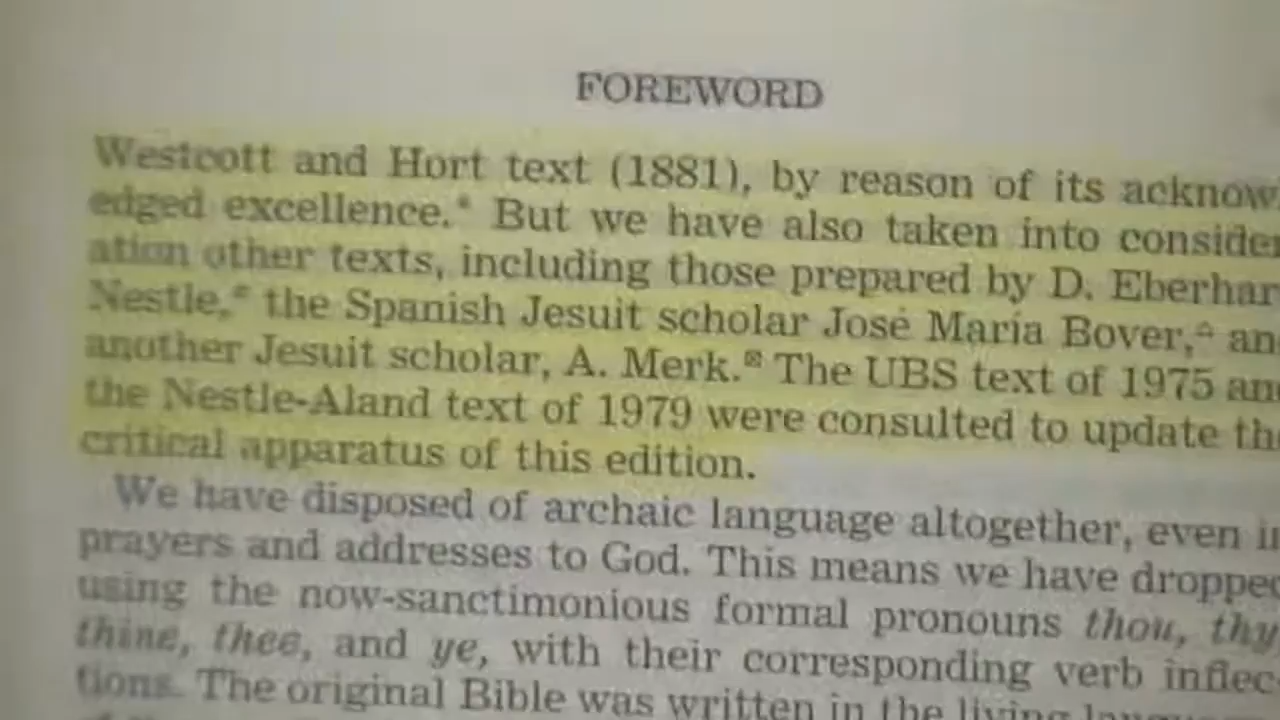 FOREWORD
Westcott and Hort text (1881), by reason of its acknow
edged excellence.* But we have also taken into consider
ation other texts, including those prepared by D. Eberhar
Nestle,* the Spanish Jesuit scholar José María Bover,△ an
another Jesuit scholar, A. Merk.⊠ The UBS text of 1975 an
the Nestle-Aland text of 1979 were consulted to update th
critical apparatus of this edition.
We have disposed of archaic language altogether, even i
prayers and addresses to God. This means we have dropped
using the now-sanctimonious formal pronouns thou, thy
thine, thee, and ye, with their corresponding verb inflec-
tions. The original Bible was written in the living